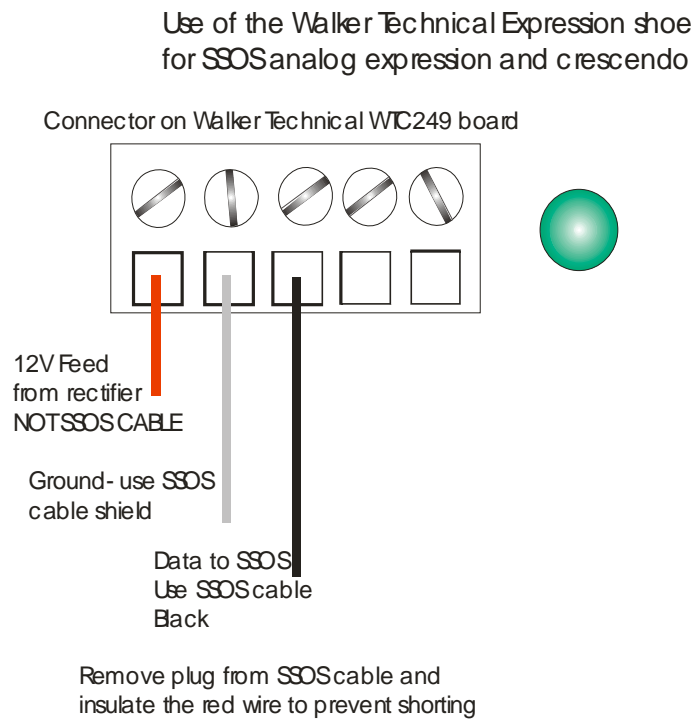 Use of the Walker Technical Expression shoe
for SSOS analog expression and crescendo
Connector on Walker Technical WTC249 board
12V Feed
from rectifier
NOT SSOS CABLE
Ground- use SSOS
cable shield
Data to SSOS
Use SSOS cable
Black
Remove plug from SSOS cable and
insulate the red wire to prevent shorting